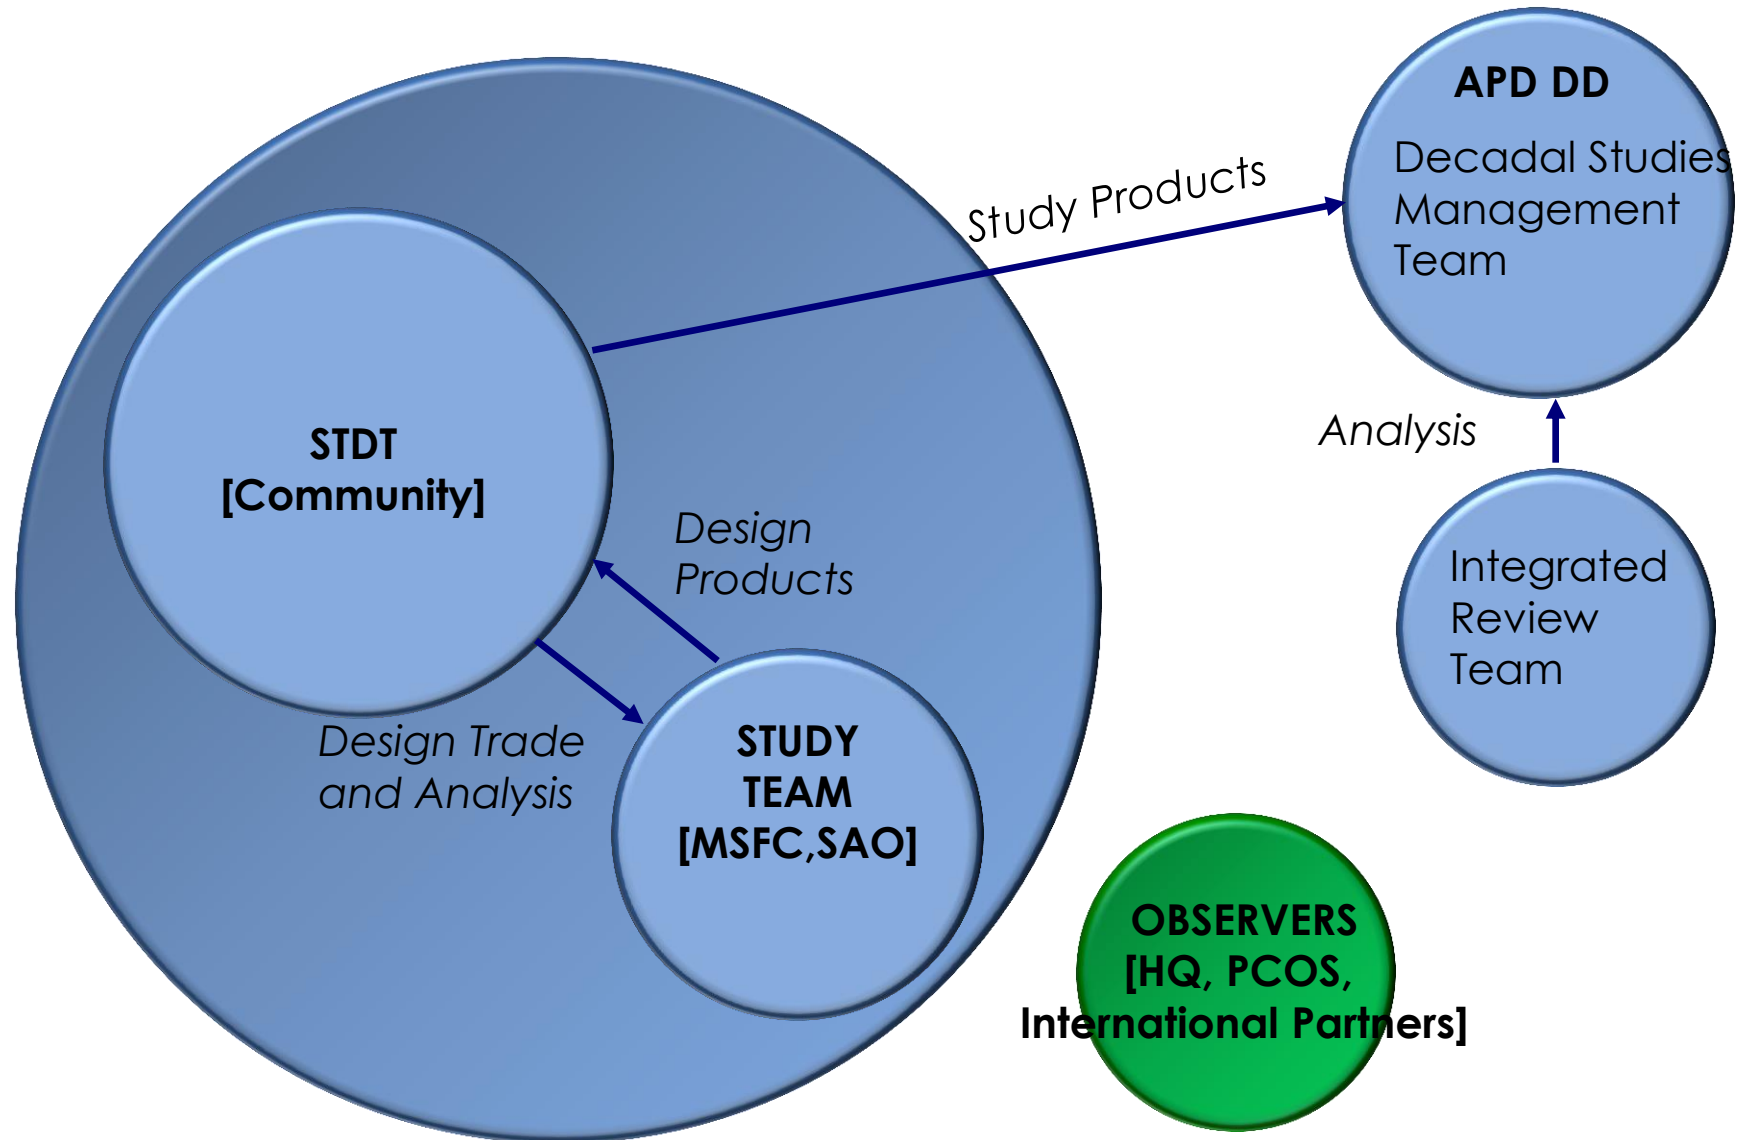 APD DD
Decadal Studies
Management
Team
Study Products
Analysis
STDT
[Community]
Design
Products
Integrated
Review
Team
Design Trade
and Analysis
STUDY
TEAM
[MSFC,SAO]
OBSERVERS
[HQ, PCOS,
International Partners]